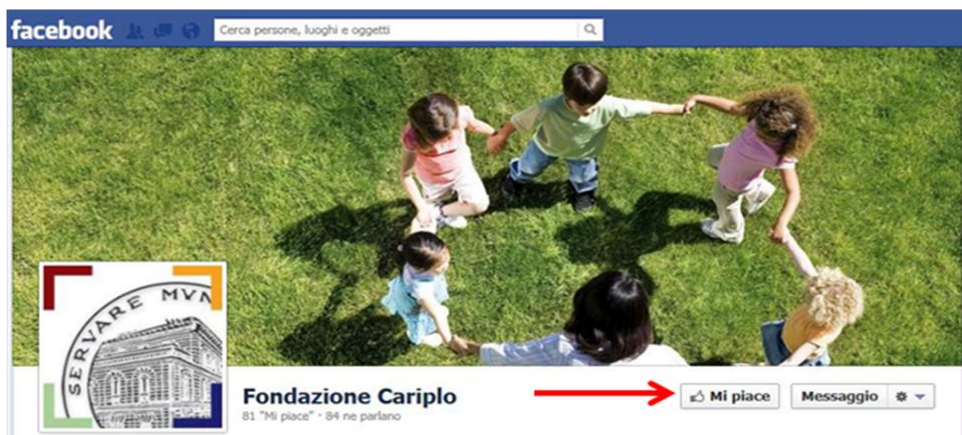 facebook
Cerca persone, luoghi e oggetti
SERVARE MVN
Fondazione Cariplo
81 "Mi piace" · 84 ne parlano
Mi piace
Messaggio